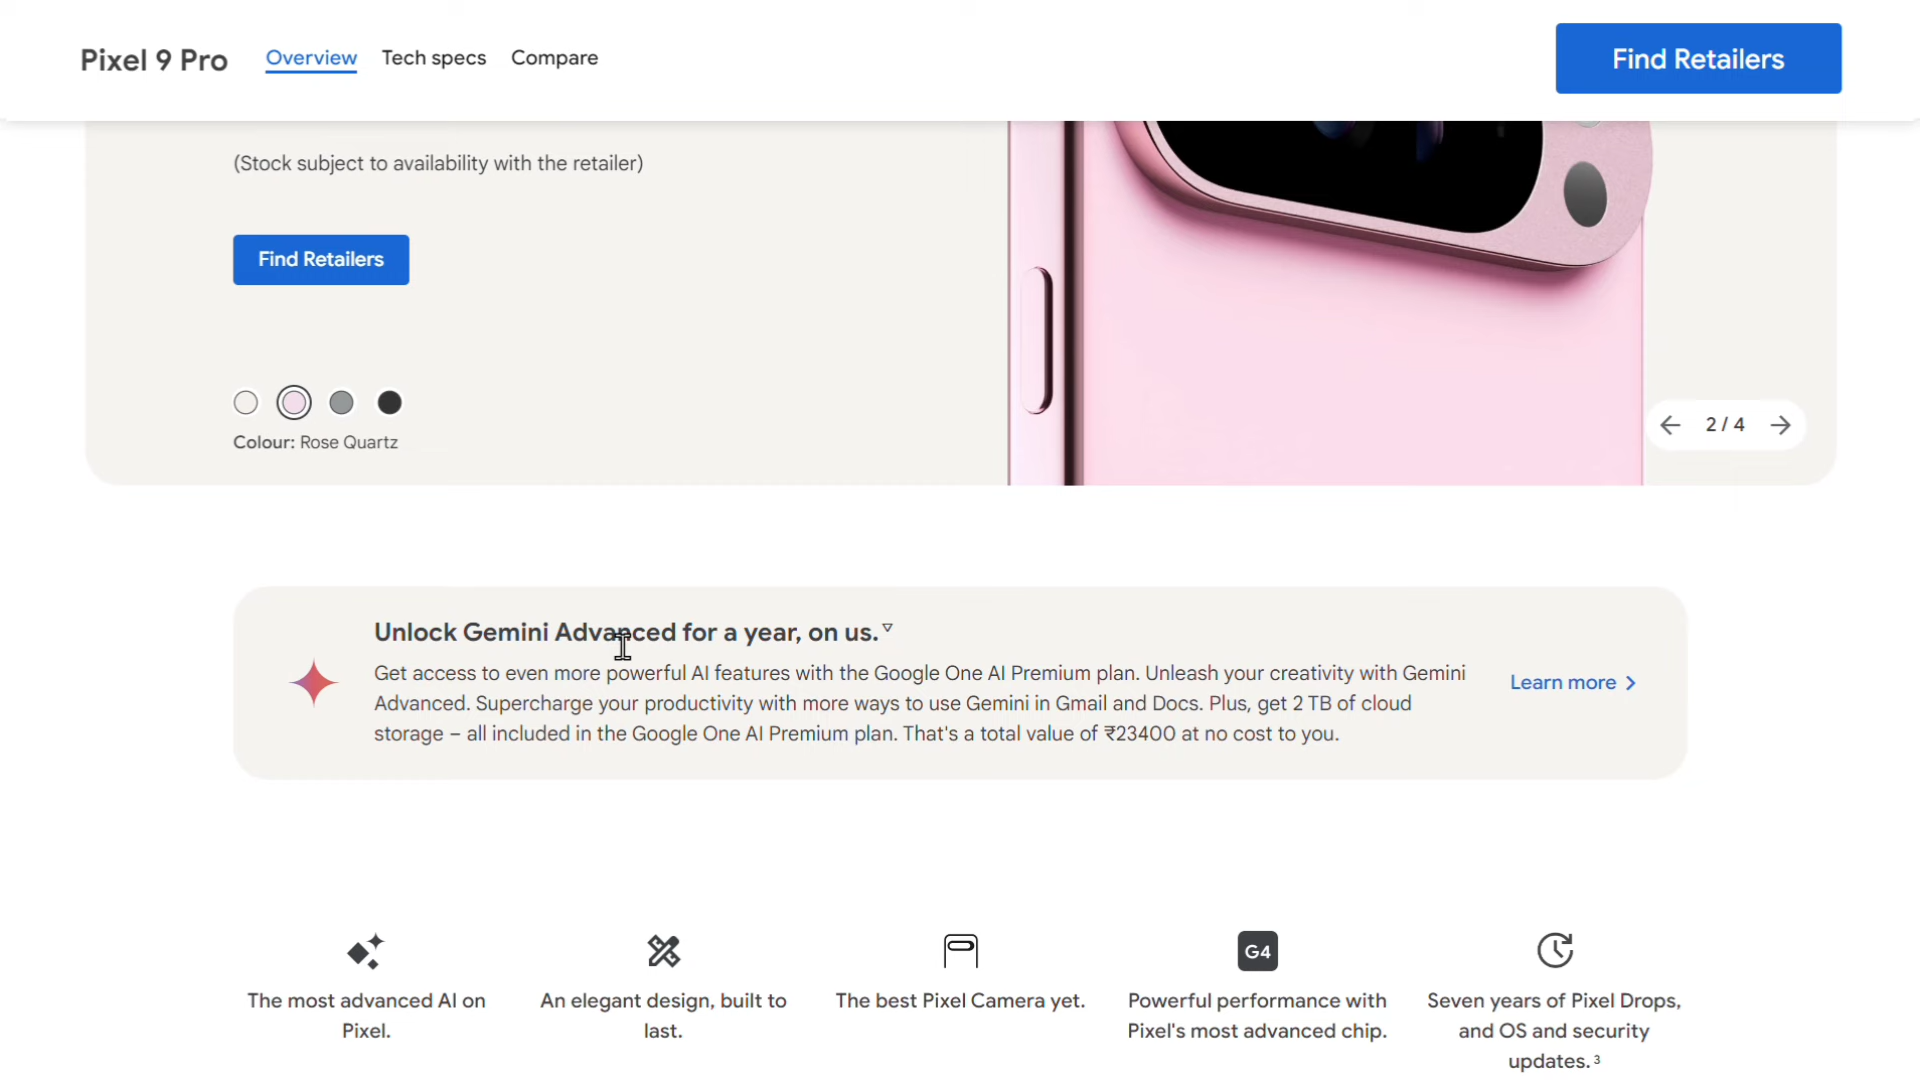 Pixel 9 Pro
Overview
Tech specs
Compare
Find Retailers
(Stock subject to availability with the retailer)
Find Retailers
Colour: Rose Quartz
2 / 4
Unlock Gemini Advanced for a year, on us.▽
Get access to even more powerful AI features with the Google One AI Premium plan. Unleash your creativity with Gemini
Advanced. Supercharge your productivity with more ways to use Gemini in Gmail and Docs. Plus, get 2 TB of cloud
storage – all included in the Google One AI Premium plan. That's a total value of ₹23400 at no cost to you.
Learn more
The most advanced AI on
Pixel.
An elegant design, built to
last.
The best Pixel Camera yet.
G4
Powerful performance with
Pixel's most advanced chip.
Seven years of Pixel Drops,
and OS and security
updates. ³